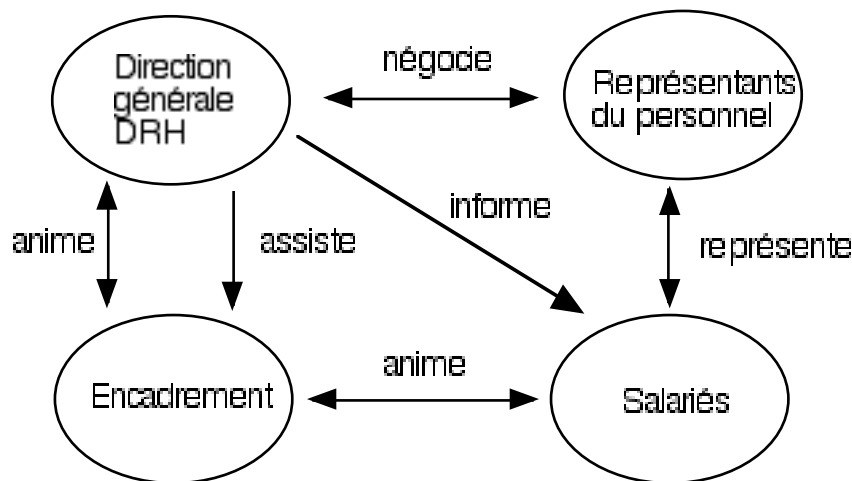 Direction
générale
DRH
négocie
Représentants
du personnel
anime
assiste
informe
représente
Encadrement
anime
Salariés